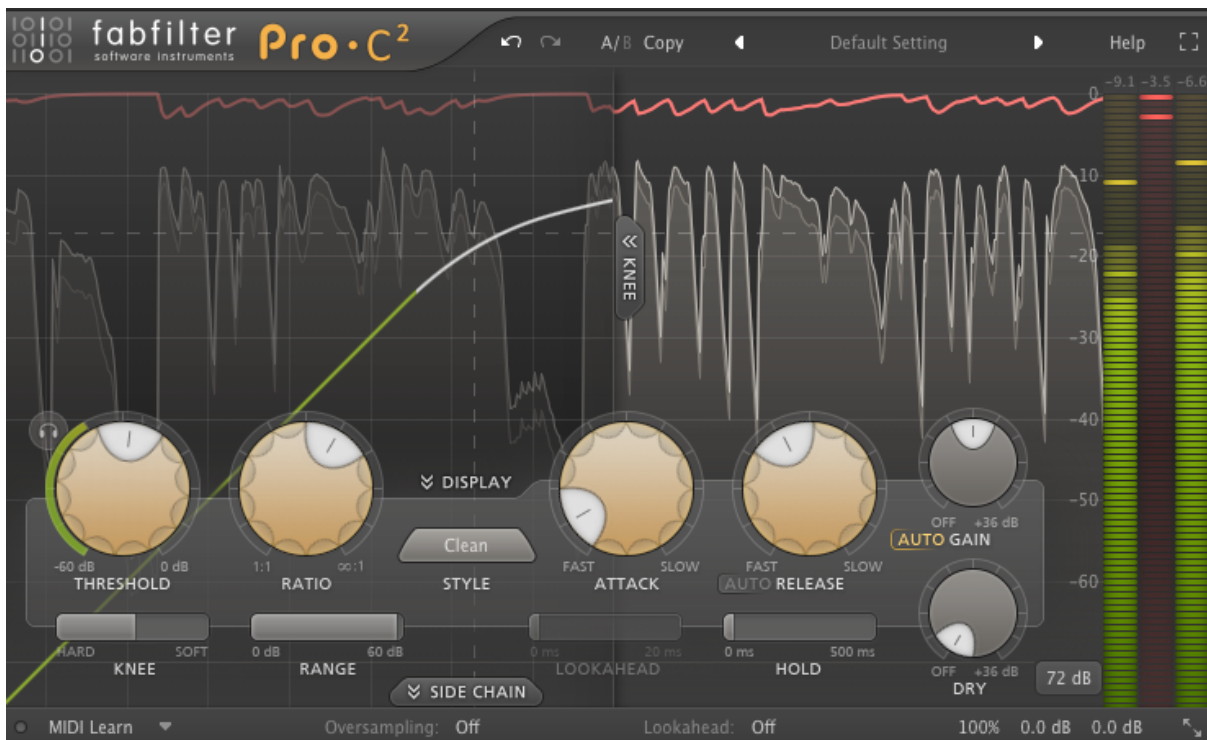 fabfilter
software instruments
Pro·C²
A/B Copy
Default Setting
Help
-9.1 -3.5 -6.6
0
-10
-20
-30
-40
-50
-60
KNEE
DISPLAY
-60 dB 0 dB
THRESHOLD
1:1 ∞:1
RATIO
Clean
STYLE
FAST SLOW
ATTACK
FAST SLOW
AUTO RELEASE
OFF +36 dB
AUTO GAIN
HARD SOFT
KNEE
0 dB 60 dB
RANGE
0 ms 20 ms
LOOKAHEAD
0 ms 500 ms
HOLD
OFF +36 dB
DRY
72 dB
SIDE CHAIN
MIDI Learn Oversampling: Off Lookahead: Off 100% 0.0 dB 0.0 dB